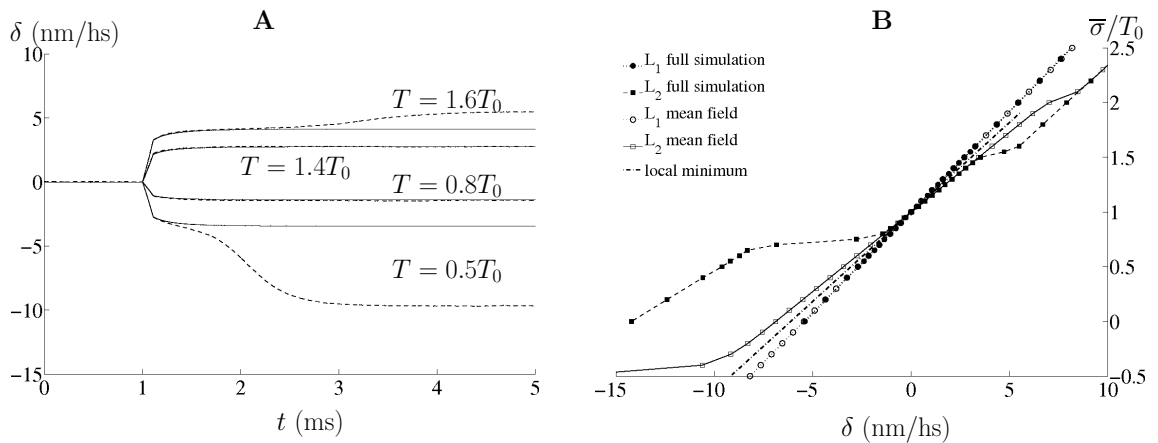 A
δ (nm/hs)
10
5
0
−5
−10
−15
T = 1.6T₀
T = 1.4T₀
T = 0.8T₀
T = 0.5T₀
0 1 2 3 4 5
t (ms)
B
σ̅/T₀
L₁ full simulation
L₂ full simulation
L₁ mean field
L₂ mean field
local minimum
2.5
2
1.5
1
0.5
0
−0.5
−15 −10 −5 0 5 10
δ (nm/hs)